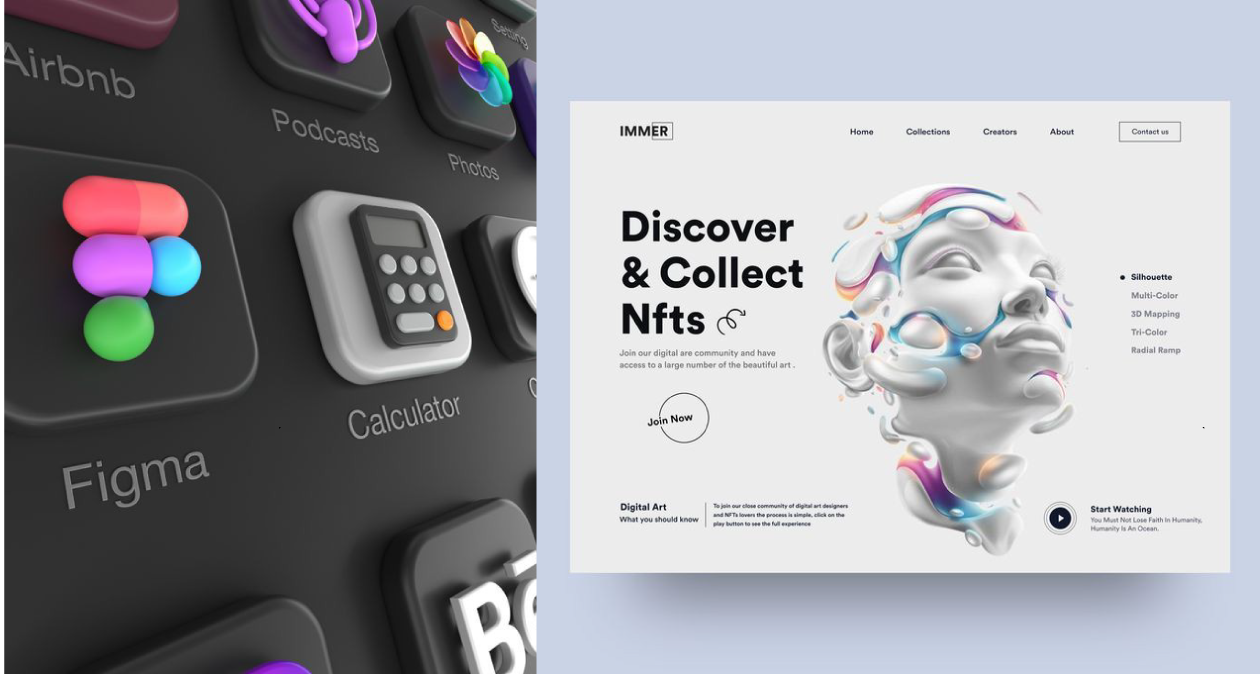 Setting
Airbnb
Podcasts
Photos
Calculator
Figma
Bē
IMMER
Home
Collections
Creators
About
Contact us
Discover
& Collect
Nfts
Join our digital are community and have
access to a large number of the beautiful art .
Join Now
Silhouette
Multi-Color
3D Mapping
Tri-Color
Radial Ramp
Digital Art
What you should know
To join our close community of digital art designers
and NFTs lovers the process is simple, click on the
play button to see the full experience
Start Watching
You Must Not Lose Faith In Humanity,
Humanity Is An Ocean.